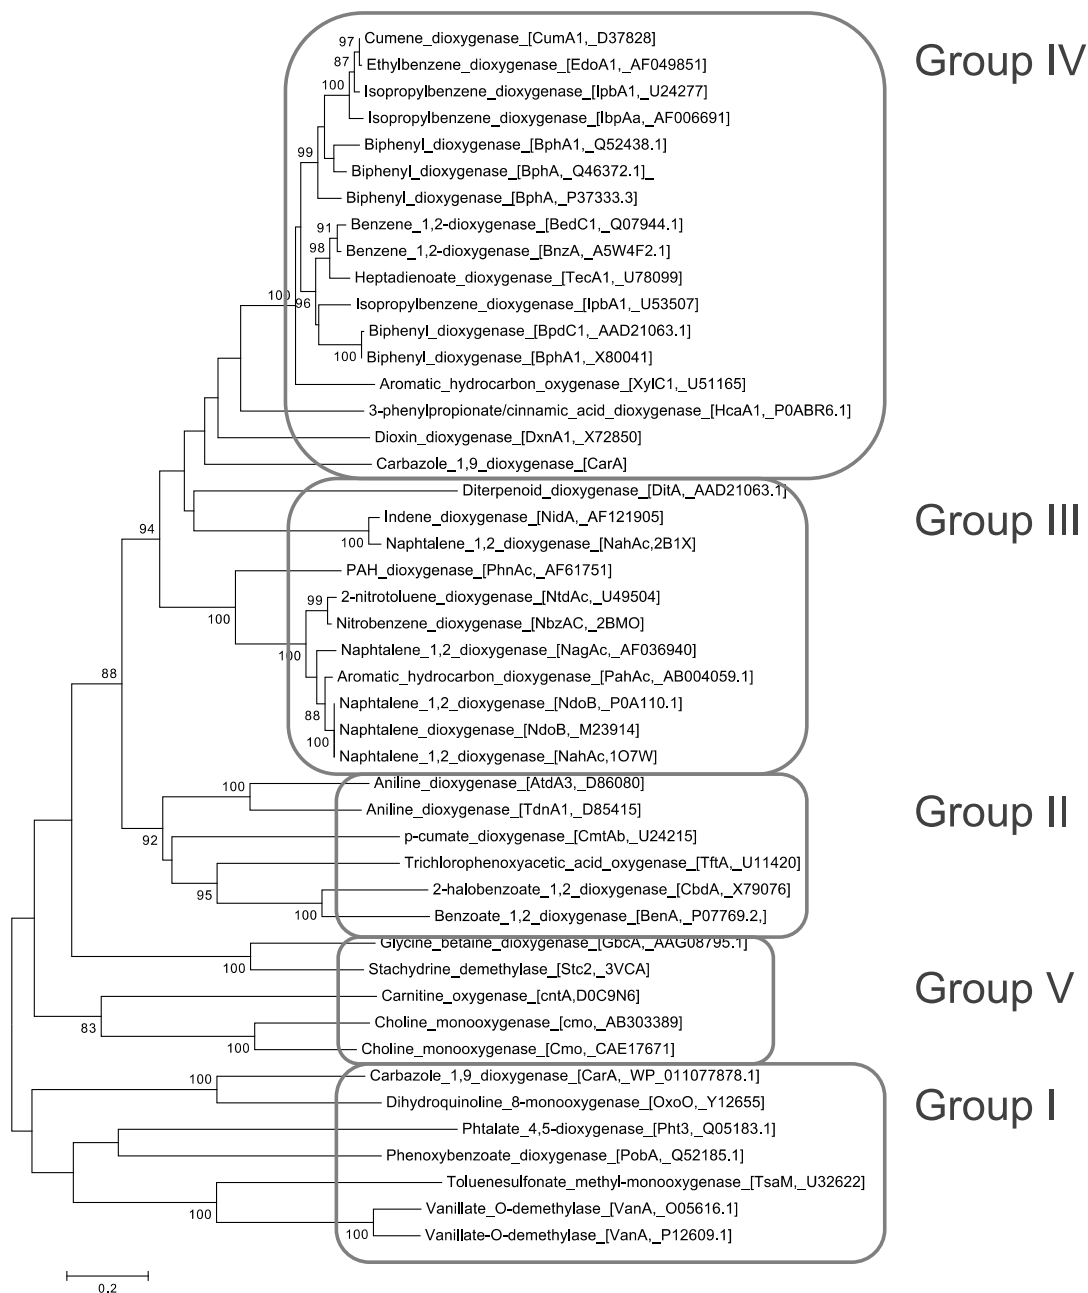 Group IV
97
Cumene_dioxygenase_[CumA1,_D37828]
87
Ethylbenzene_dioxygenase_[EdoA1,_AF049851]
100
Isopropylbenzene_dioxygenase_[IpbA1,_U24277]
Isopropylbenzene_dioxygenase_[IbpAa,_AF006691]
99
Biphenyl_dioxygenase_[BphA1,_Q52438.1]
Biphenyl_dioxygenase_[BphA,_Q46372.1]_
Biphenyl_dioxygenase_[BphA,_P37333.3]
91
Benzene_1,2-dioxygenase_[BedC1,_Q07944.1]
98
Benzene_1,2-dioxygenase_[BnzA,_A5W4F2.1]
Heptadienoate_dioxygenase_[TecA1,_U78099]
100
96
Isopropylbenzene_dioxygenase_[IpbA1,_U53507]
Biphenyl_dioxygenase_[BpdC1,_AAD21063.1]
100
Biphenyl_dioxygenase_[BphA1,_X80041]
Aromatic_hydrocarbon_oxygenase_[XylC1,_U51165]
3-phenylpropionate/cinnamic_acid_dioxygenase_[HcaA1,_P0ABR6.1]
Dioxin_dioxygenase_[DxnA1,_X72850]
Carbazole_1,9_dioxygenase_[CarA]
Group III
Diterpenoid_dioxygenase_[DitA,_AAD21063.1]
94
Indene_dioxygenase_[NidA,_AF121905]
100
Naphtalene_1,2_dioxygenase_[NahAc,2B1X]
PAH_dioxygenase_[PhnAc,_AF61751]
100
99
2-nitrotoluene_dioxygenase_[NtdAc,_U49504]
Nitrobenzene_dioxygenase_[NbzAC,_2BMO]
100
Naphtalene_1,2_dioxygenase_[NagAc,_AF036940]
88
Aromatic_hydrocarbon_dioxygenase_[PahAc,_AB004059.1]
Naphtalene_1,2_dioxygenase_[NdoB,_P0A110.1]
88
Naphtalene_dioxygenase_[NdoB,_M23914]
100
Naphtalene_1,2_dioxygenase_[NahAc,1O7W]
Group II
100
Aniline_dioxygenase_[AtdA3,_D86080]
Aniline_dioxygenase_[TdnA1,_D85415]
92
p-cumate_dioxygenase_[CmtAb,_U24215]
Trichlorophenoxyacetic_acid_oxygenase_[TftA,_U11420]
95
2-halobenzoate_1,2_dioxygenase_[CbdA,_X79076]
100
Benzoate_1,2_dioxygenase_[BenA,_P07769.2,]
Group V
Glycine_betaine_dioxygenase_[GbcA,_AAG08795.1]
100
Stachydrine_demethylase_[Stc2,_3VCA]
Carnitine_oxygenase_[cntA,D0C9N6]
83
Choline_monooxygenase_[cmo,_AB303389]
100
Choline_monooxygenase_[Cmo,_CAE17671]
Group I
100
Carbazole_1,9_dioxygenase_[CarA,_WP_011077878.1]
Dihydroquinoline_8-monooxygenase_[OxoO,_Y12655]
Phtalate_4,5-dioxygenase_[Pht3,_Q05183.1]
Phenoxybenzoate_dioxygenase_[PobA,_Q52185.1]
Toluenesulfonate_methyl-monooxygenase_[TsaM,_U32622]
100
Vanillate_O-demethylase_[VanA,_O05616.1]
100
Vanillate-O-demethylase_[VanA,_P12609.1]
0.2